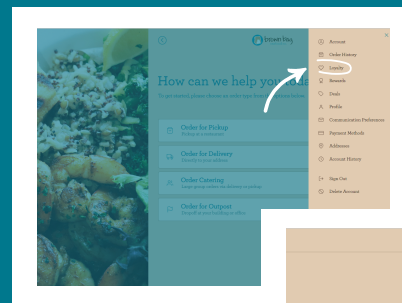 brown bag
How can we help you toda
Order for Pickup
Order for Delivery
Order Catering
Order for Outpost
Account
Order History
Loyalty
Rewards
Deals
Profile
Communication Preferences
Payment Methods
Addresses
Account History
Sign Out
Delete Account